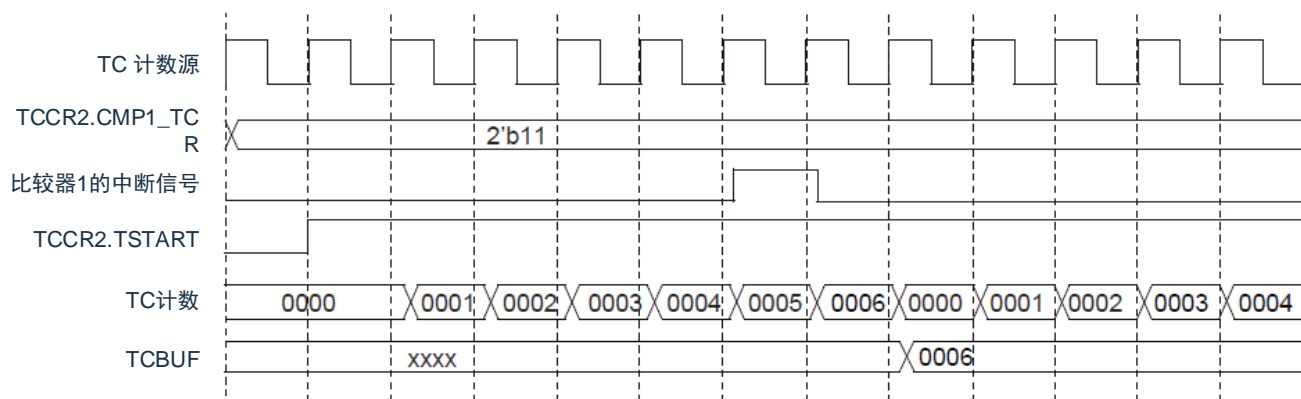 TC 计数源
TCCR2.CMP1_TC
R
2'b11
比较器1的中断信号
TCCR2.TSTART
TC计数
0000 0001 0002 0003 0004 0005 0006 0000 0001 0002 0003 0004
TCBUF
xxxx 0006